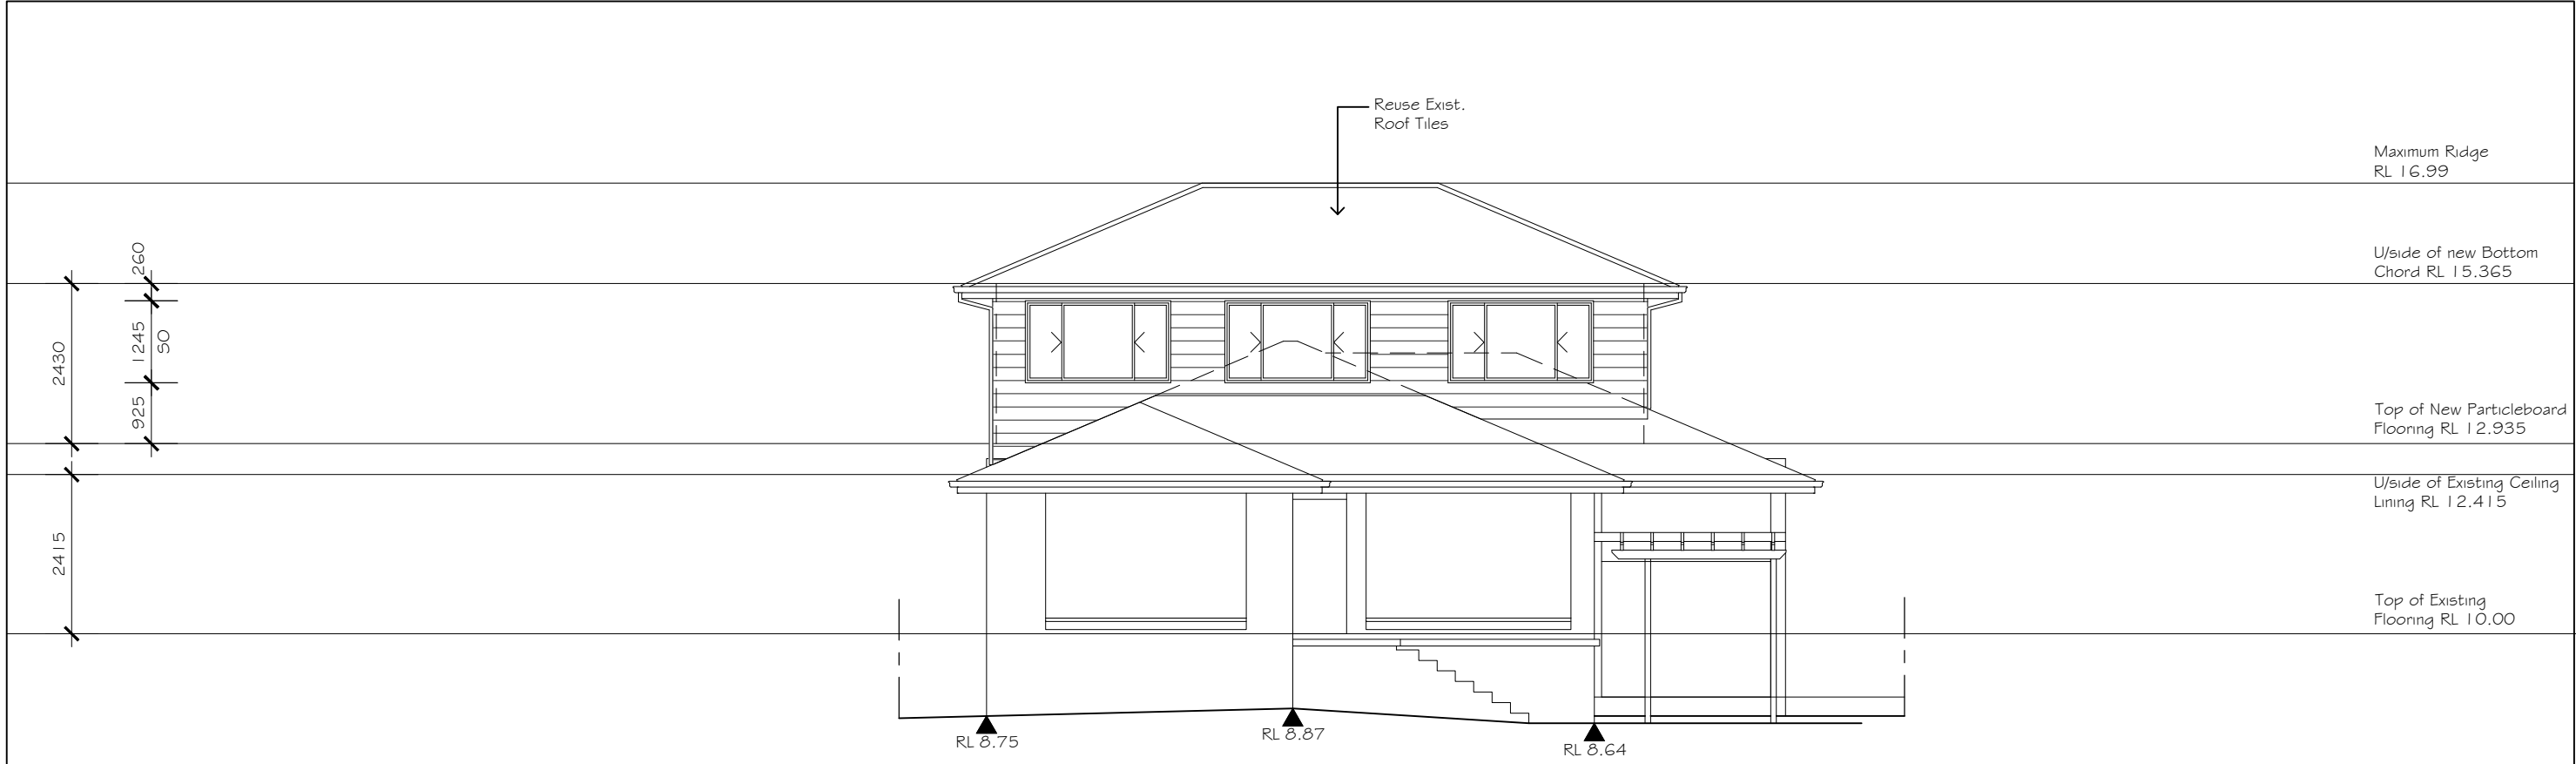 Reuse Exist.
Roof Tiles
Maximum Ridge
RL 16.99
U/side of new Bottom
Chord RL 15.365
Top of New Particleboard
Flooring RL 12.935
U/side of Existing Ceiling
Lining RL 12.415
Top of Existing
Flooring RL 10.00
260
1245
50
925
2430
2415
RL 8.75
RL 8.87
RL 8.64